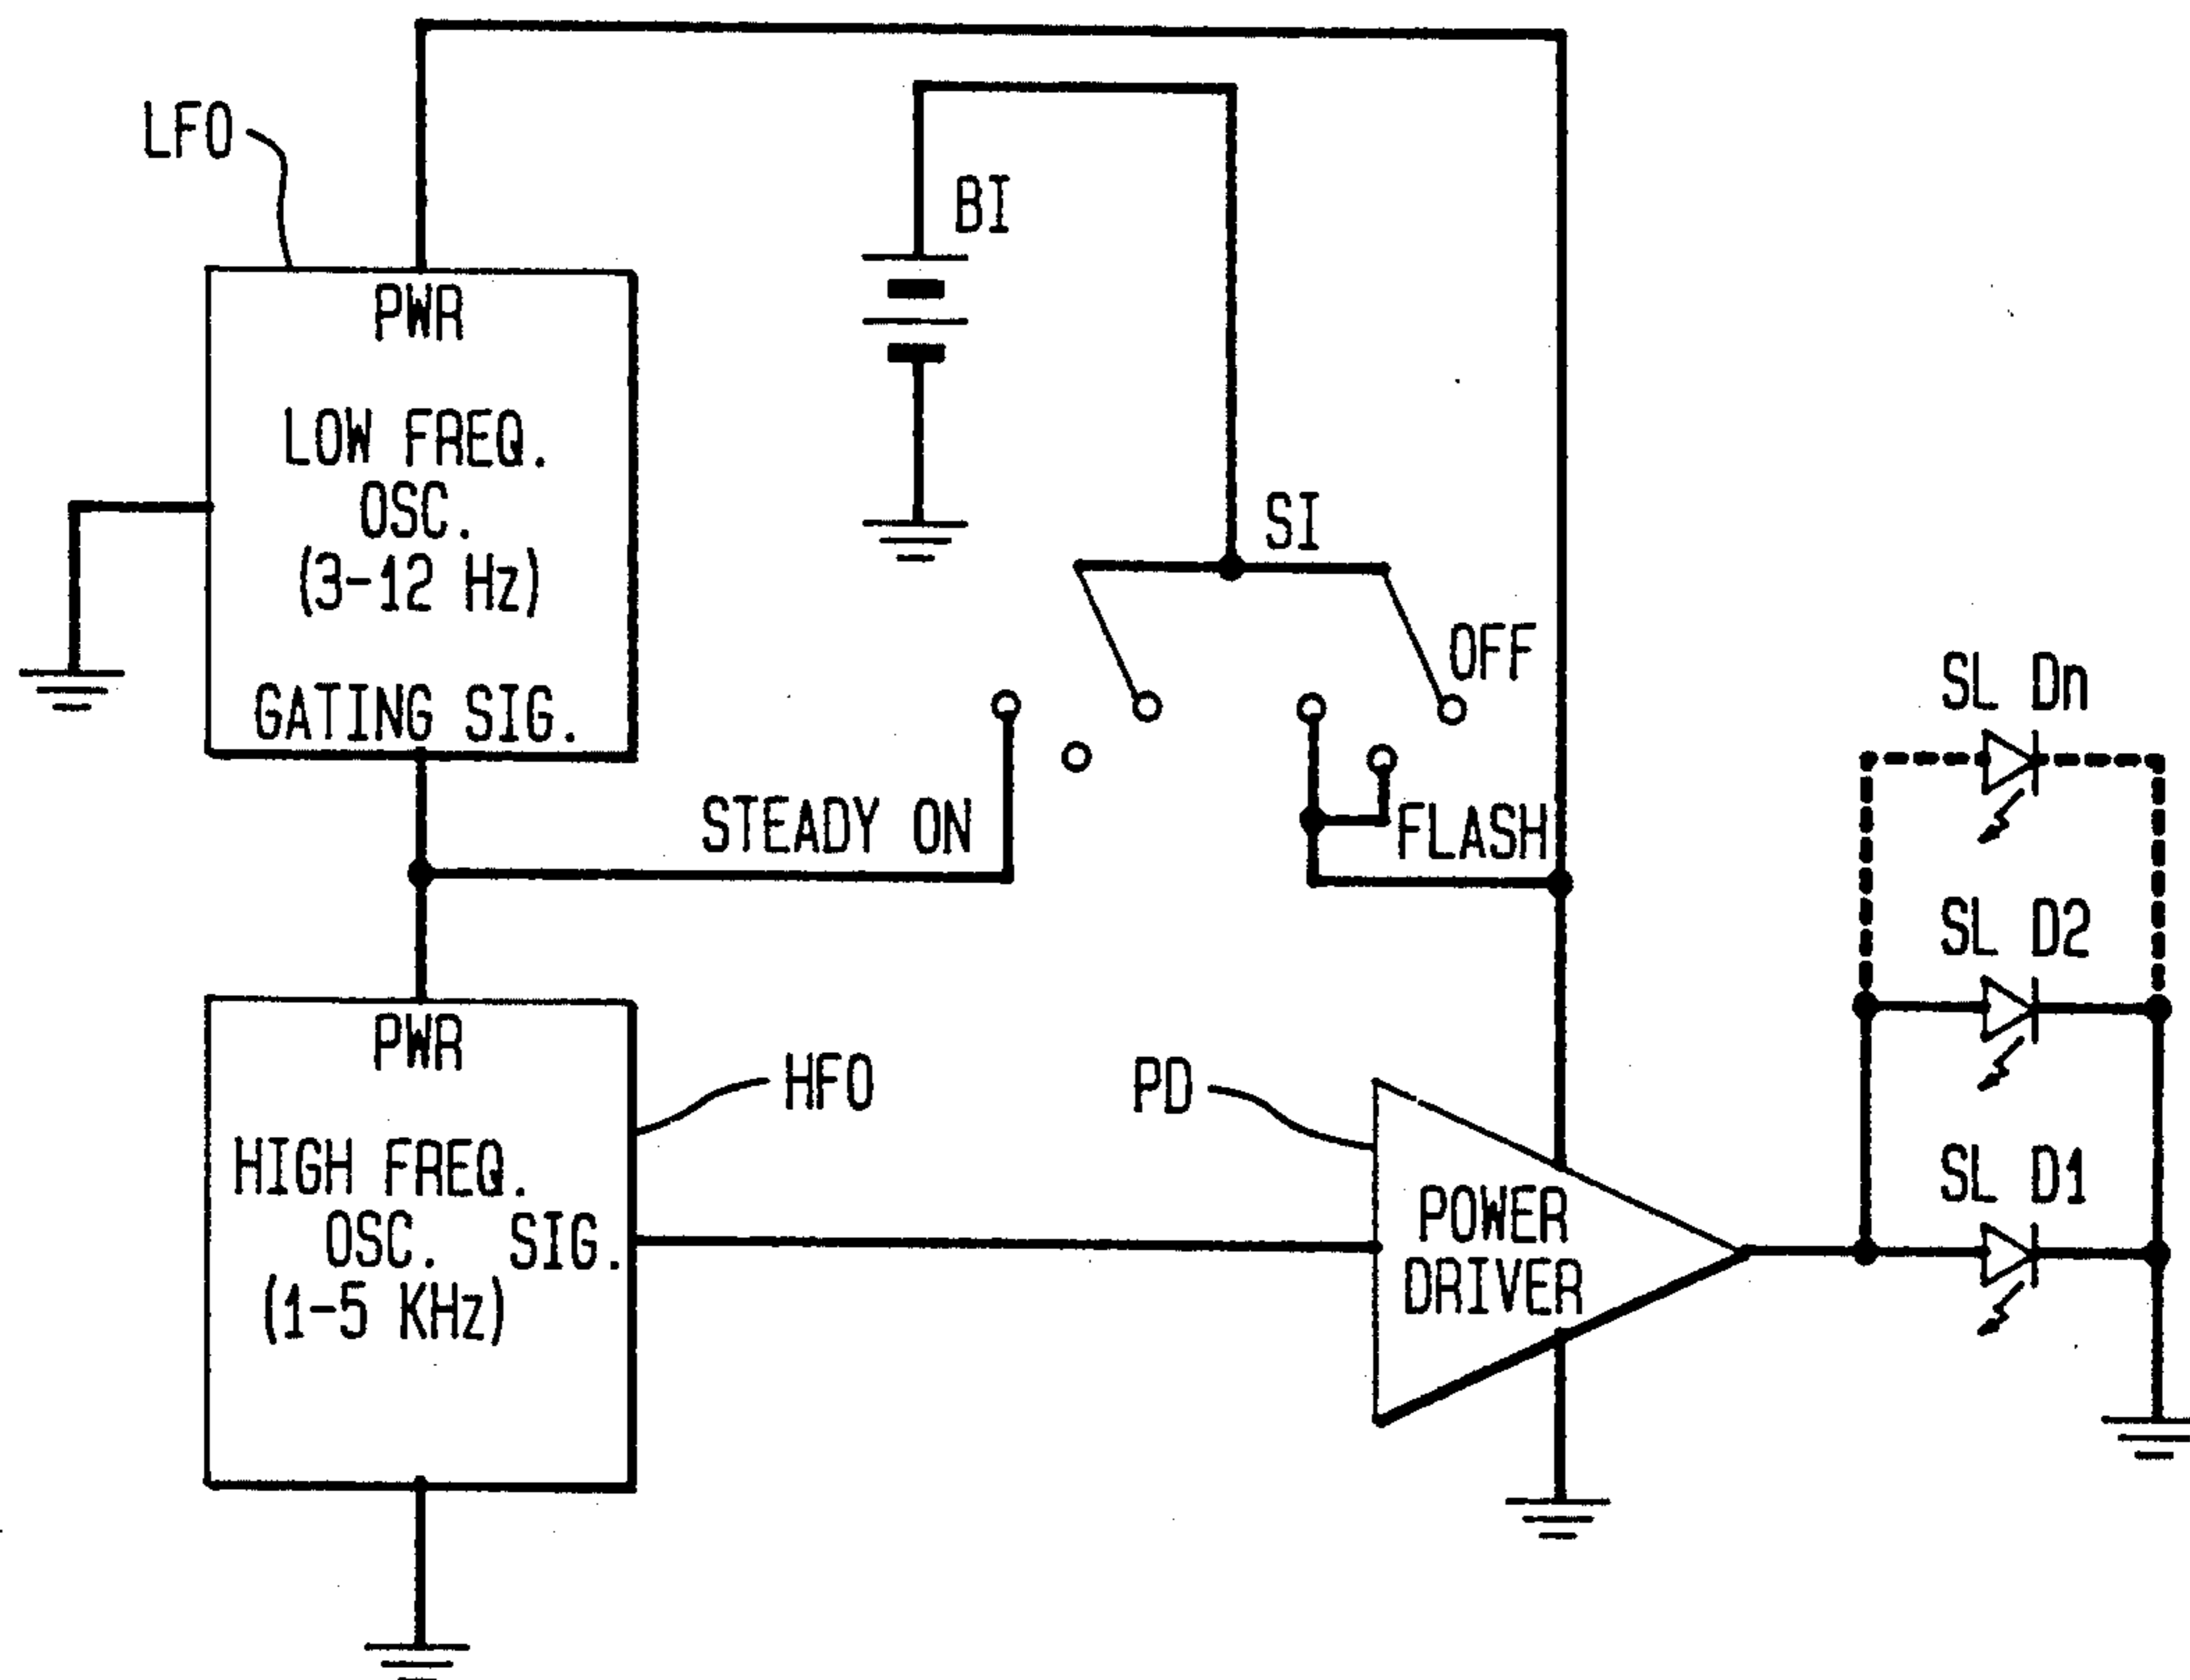 LFO
BI
PWR
LOW FREQ.
OSC.
(3-12 Hz)
GATING SIG.
SI
OFF
STEADY ON
FLASH
SL Dn
SL D2
SL D1
PWR
HFO
HIGH FREQ.
OSC. SIG.
(1-5 KHz)
PD
POWER
DRIVER